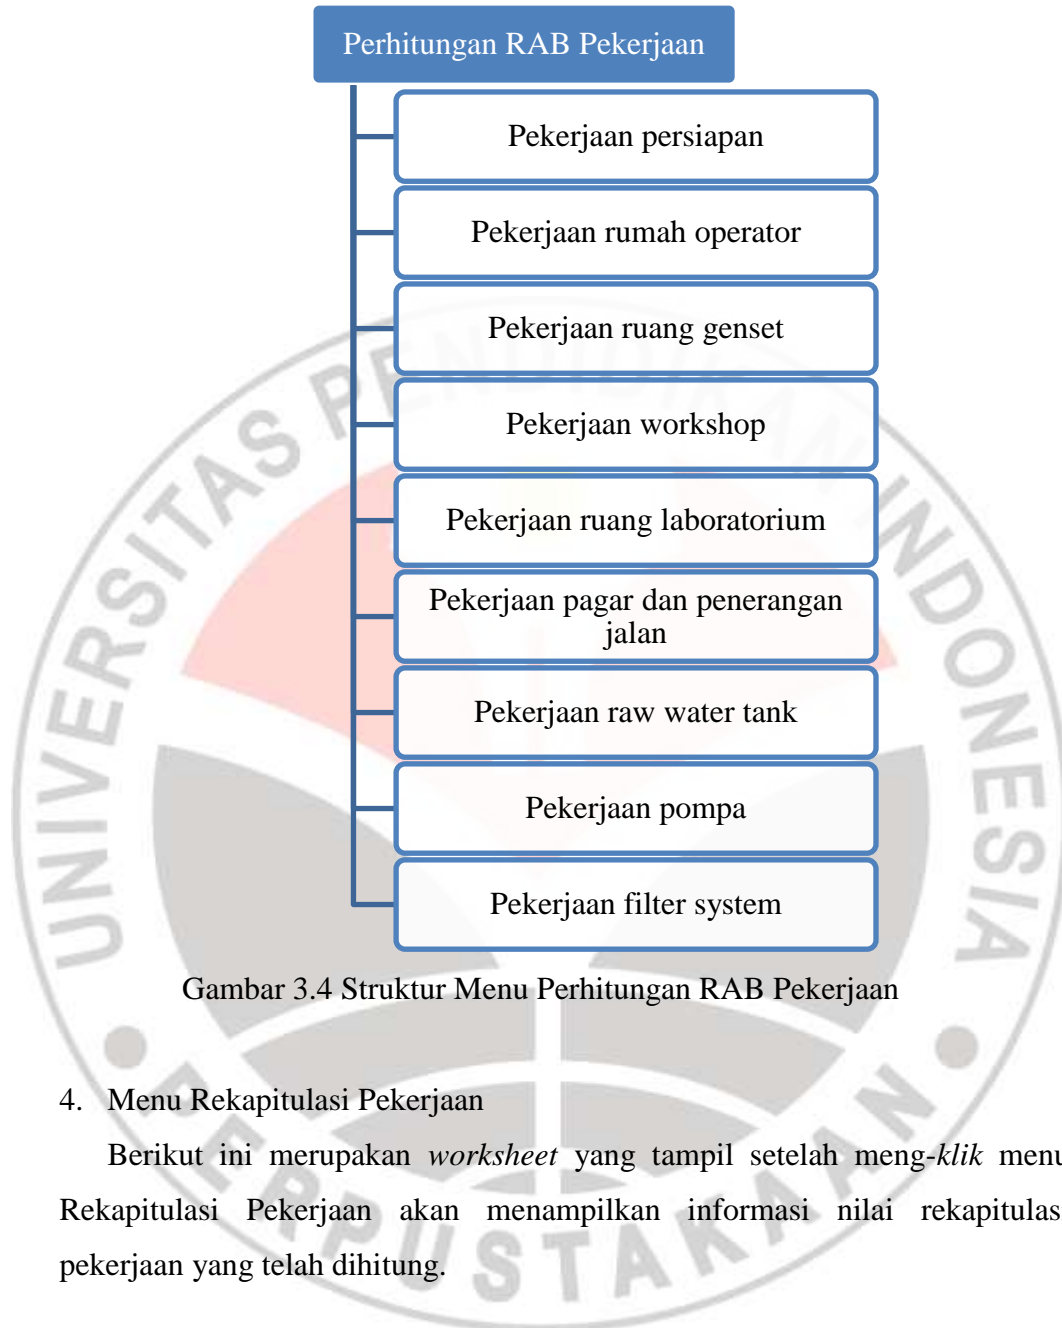 Perhitungan RAB Pekerjaan
Pekerjaan persiapan
Pekerjaan rumah operator
Pekerjaan ruang genset
Pekerjaan workshop
Pekerjaan ruang laboratorium
Pekerjaan pagar dan penerangan
jalan
Pekerjaan raw water tank
Pekerjaan pompa
Pekerjaan filter system
Gambar 3.4 Struktur Menu Perhitungan RAB Pekerjaan
4. Menu Rekapitulasi Pekerjaan
Berikut ini merupakan worksheet yang tampil setelah meng-klik menu
Rekapitulasi Pekerjaan akan menampilkan informasi nilai rekapitulas
pekerjaan yang telah dihitung.
UNIVERSITAS PENDIDIKAN INDONESIA
PERPUSTAKAAN